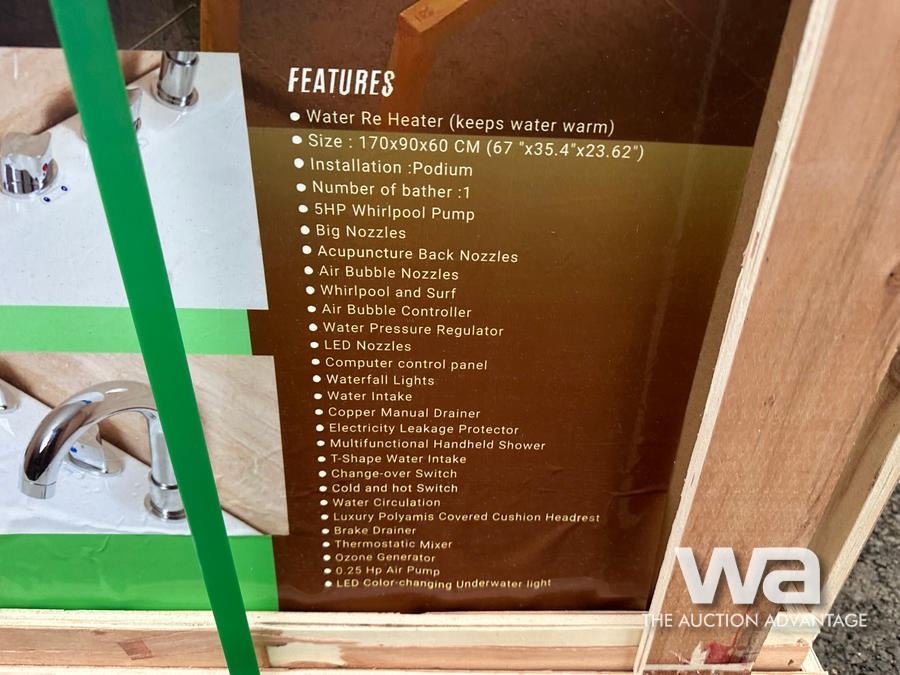 FEATURES
Water Re Heater (keeps water warm)
Size : 170x90x60 CM (67 "x35.4"x23.62")
Installation :Podium
Number of bather :1
5HP Whirlpool Pump
Big Nozzles
Acupuncture Back Nozzles
Air Bubble Nozzles
Whirlpool and Surf
Air Bubble Controller
Water Pressure Regulator
LED Nozzles
Computer control panel
Waterfall Lights
Water Intake
Copper Manual Drainer
Electricity Leakage Protector
Multifunctional Handheld Shower
T-Shape Water Intake
Change-over Switch
Cold and hot Switch
Water Circulation
Luxury Polyamis Covered Cushion Headrest
Brake Drainer
Thermostatic Mixer
Ozone Generator
0.25 Hp Air Pump
LED Color-changing Underwater light
wa
THE AUCTION ADVANTAGE